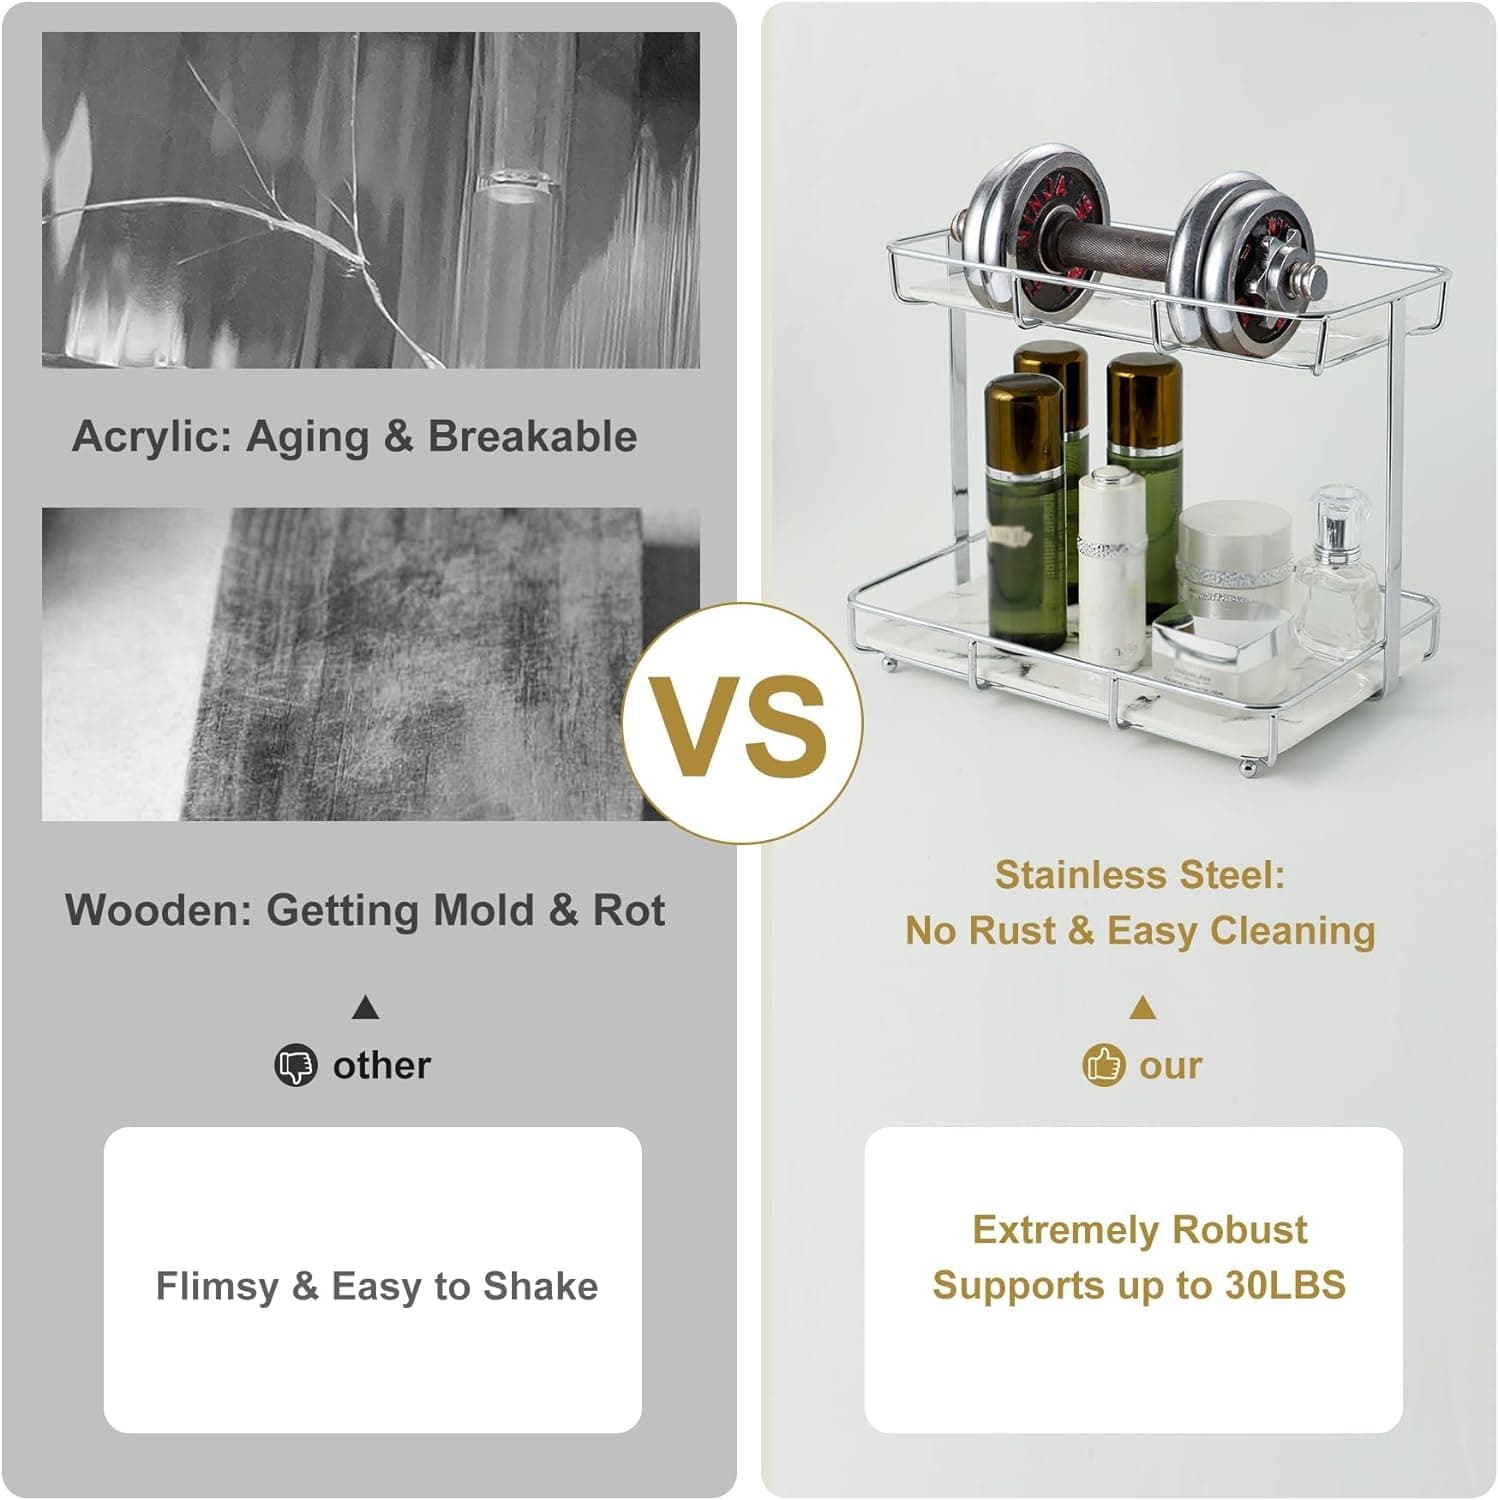 Acrylic: Aging & Breakable
Wooden: Getting Mold & Rot
other
Flimsy & Easy to Shake
VS
NINJA
Stainless Steel:
No Rust & Easy Cleaning
our
Extremely Robust
Supports up to 30LBS